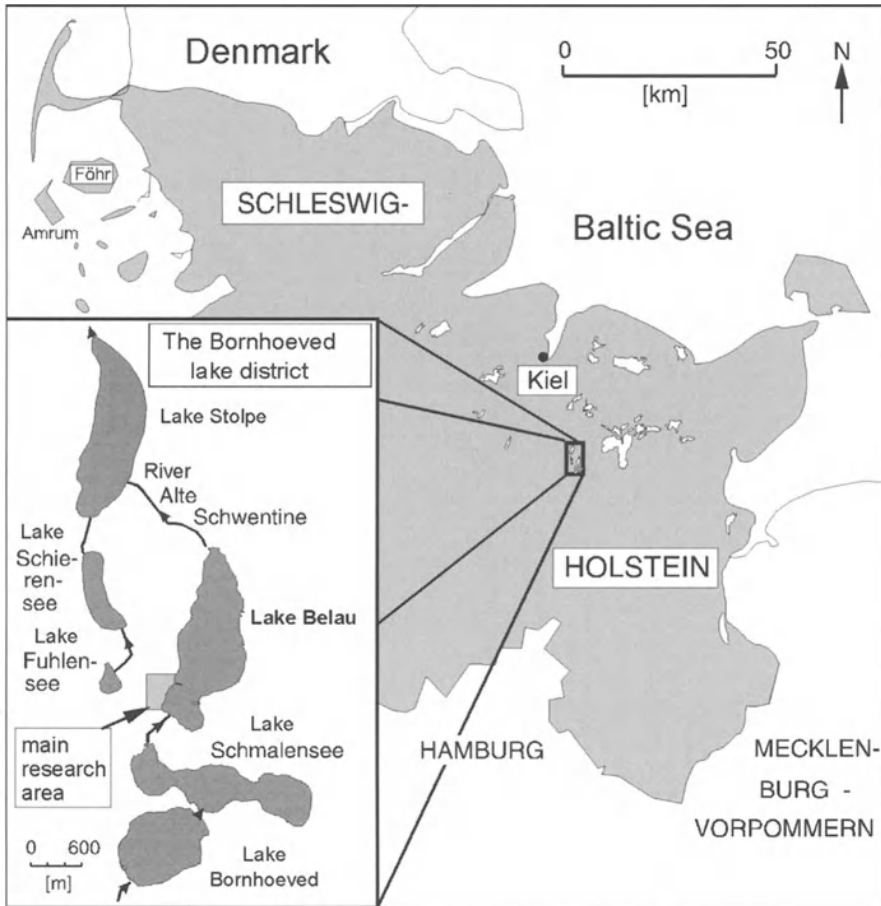 Denmark
0 50
[km]
N
Föhr
Amrum
SCHLESWIG-
Baltic Sea
Kiel
HOLSTEIN
HAMBURG
MECKLEN-
BURG -
VORPOMMERN
The Bornhoeved
lake district
Lake Stolpe
River
Alte
Schwentine
Lake
Schie-
ren-
see
Lake Belau
Lake
Fuhlen-
see
main
research
area
Lake
Schmalensee
Lake
Bornhoeved
0 600
[m]